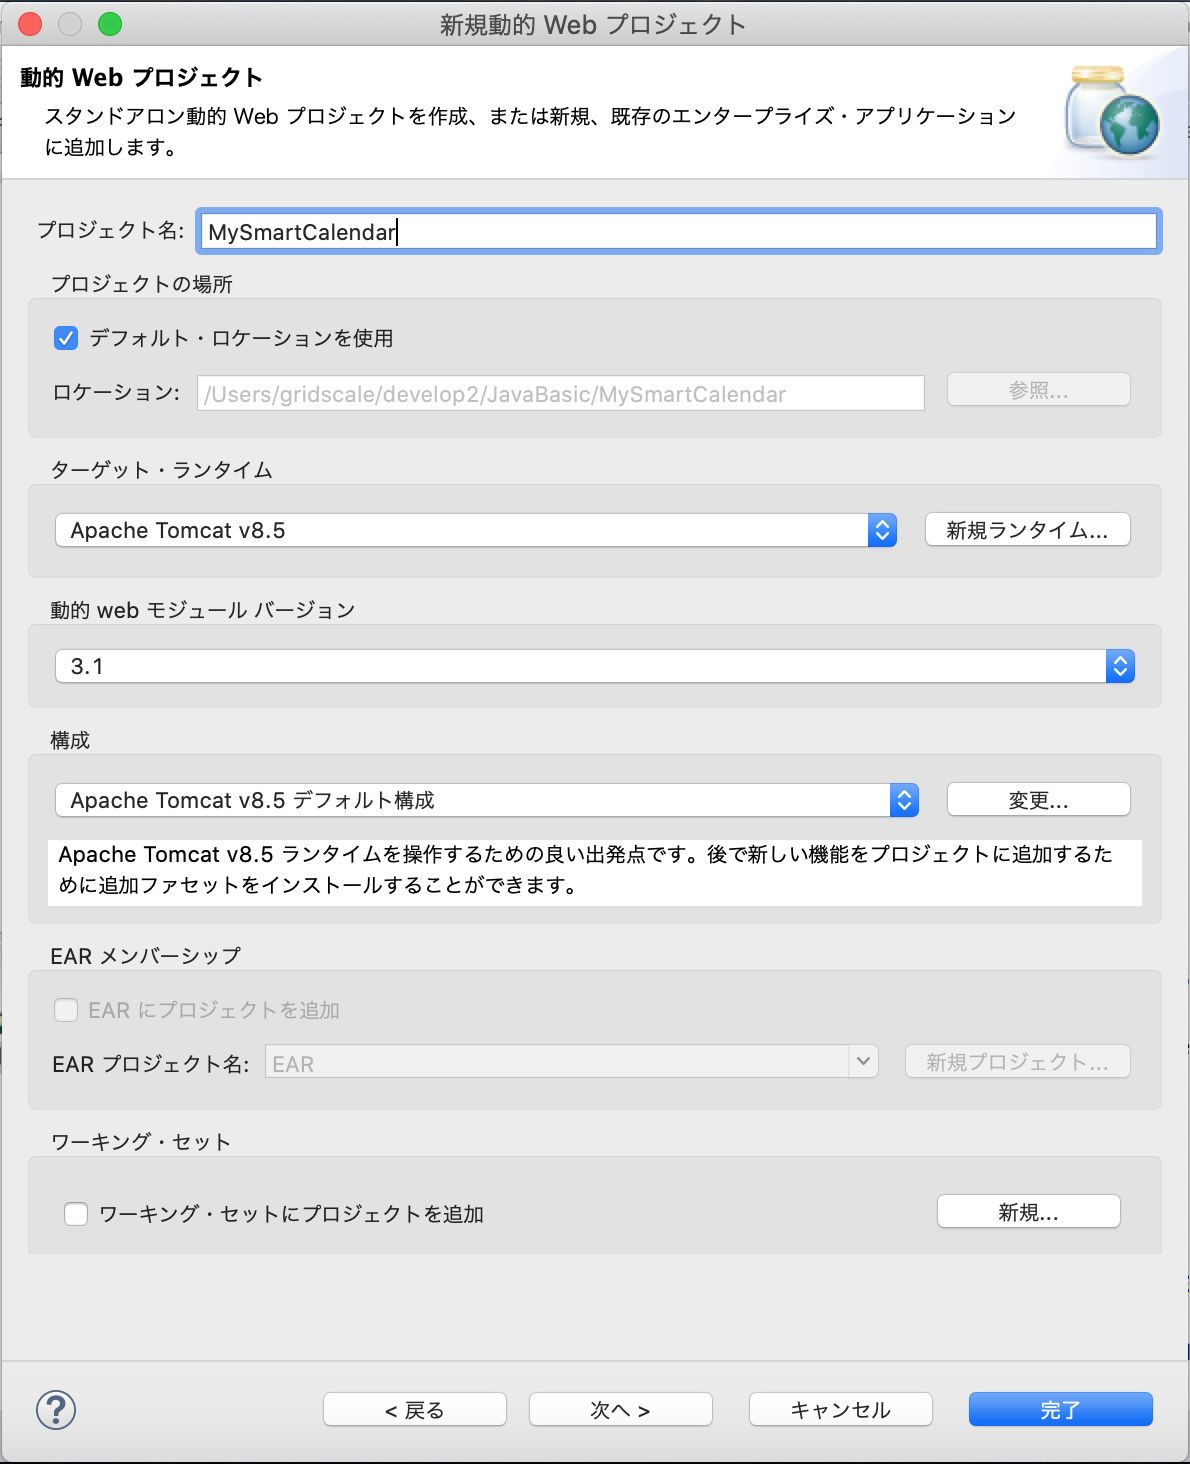 新規動的 Web プロジェクト
動的 Web プロジェクト
スタンドアロン動的 Web プロジェクトを作成、または新規、既存のエンタープライズ・アプリケーション
に追加します。
プロジェクト名: MySmartCalendar
プロジェクトの場所
デフォルト・ロケーションを使用
ロケーション: /Users/gridscale/develop2/JavaBasic/MySmartCalendar 参照...
ターゲット・ランタイム
Apache Tomcat v8.5 新規ランタイム...
動的 web モジュール バージョン
3.1
構成
Apache Tomcat v8.5 デフォルト構成 変更...
Apache Tomcat v8.5 ランタイムを操作するための良い出発点です。後で新しい機能をプロジェクトに追加するた
めに追加ファセットをインストールすることができます。
EAR メンバーシップ
EAR にプロジェクトを追加
EAR プロジェクト名: EAR 新規プロジェクト...
ワーキング・セット
ワーキング・セットにプロジェクトを追加 新規...
? < 戻る 次へ > キャンセル 完了